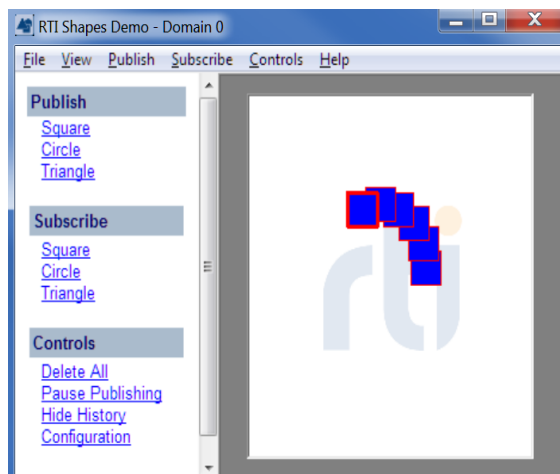 RTI Shapes Demo - Domain 0
File View Publish Subscribe Controls Help
Publish
Square
Circle
Triangle
Subscribe
Square
Circle
Triangle
Controls
Delete All
Pause Publishing
Hide History
Configuration
rti